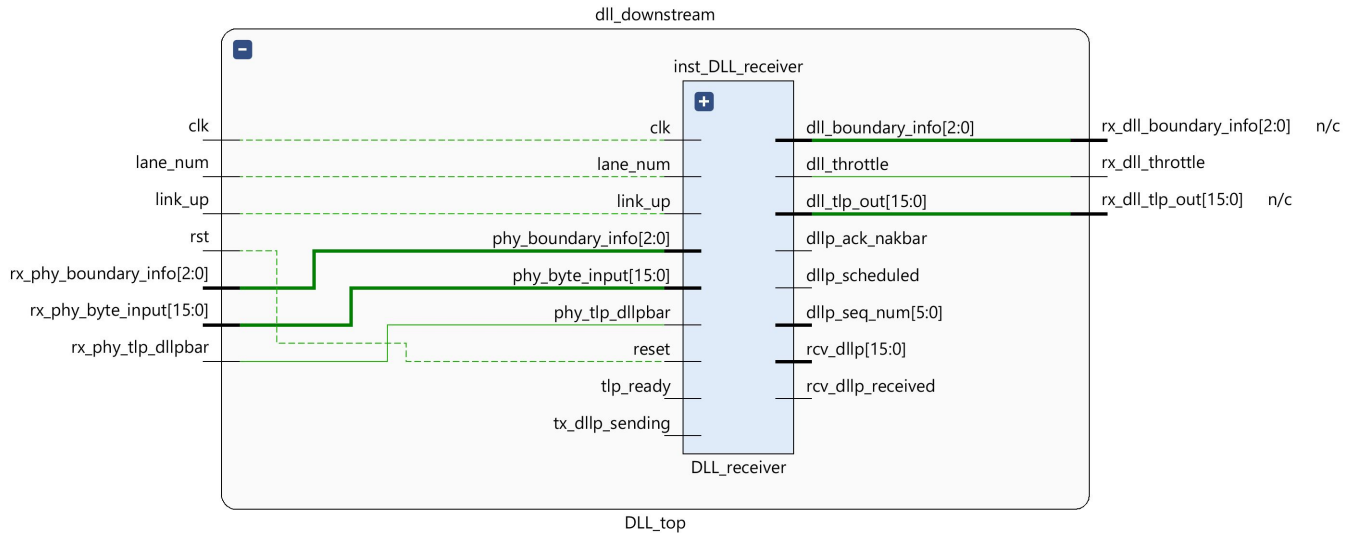 dll_downstream
inst_DLL_receiver
clk
lane_num
link_up
rst
rx_phy_boundary_info[2:0]
rx_phy_byte_input[15:0]
rx_phy_tlp_dllpbar
clk
lane_num
link_up
phy_boundary_info[2:0]
phy_byte_input[15:0]
phy_tlp_dllpbar
reset
tlp_ready
tx_dllp_sending
dll_boundary_info[2:0]
dll_throttle
dll_tlp_out[15:0]
dllp_ack_nakbar
dllp_scheduled
dllp_seq_num[5:0]
rcv_dllp[15:0]
rcv_dllp_received
rx_dll_boundary_info[2:0] n/c
rx_dll_throttle
rx_dll_tlp_out[15:0] n/c
DLL_receiver
DLL_top